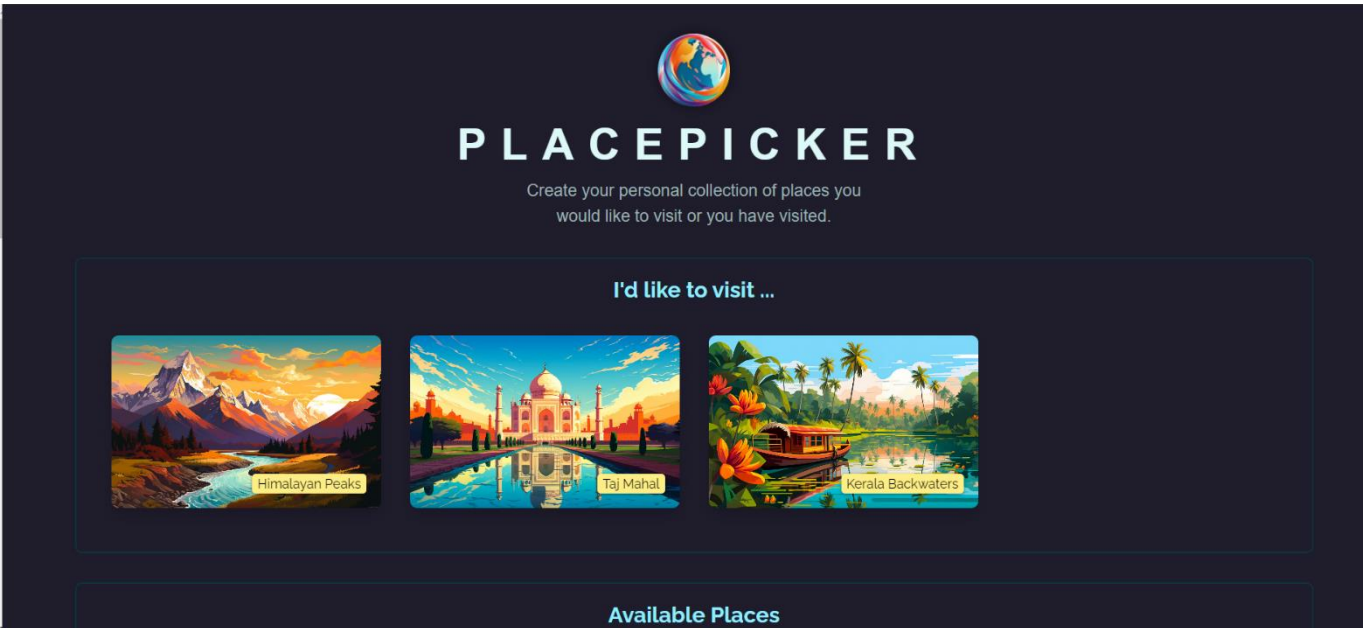 PLACEPICKER
Create your personal collection of places you
would like to visit or you have visited.
I'd like to visit ...
Himalayan Peaks
Taj Mahal
Kerala Backwaters
Available Places